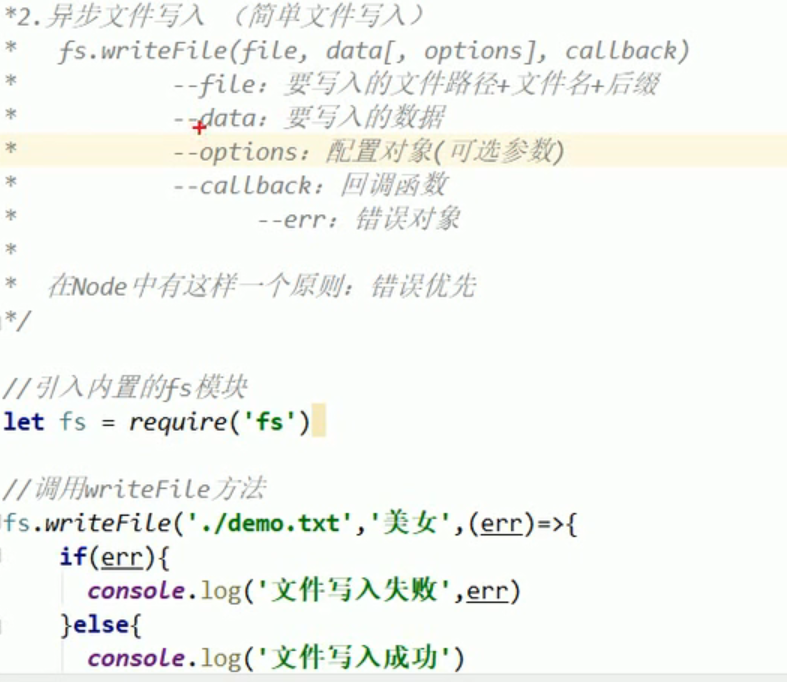 *2.异步文件写入 （简单文件写入）
* fs.writeFile(file, data[, options], callback)
* --file：要写入的文件路径+文件名+后缀
* --data：要写入的数据
* --options：配置对象(可选参数)
* --callback：回调函数
* --err：错误对象
*
* 在Node中有这样一个原则：错误优先
*/
//引入内置的fs模块
let fs = require('fs')
//调用writeFile方法
fs.writeFile('./demo.txt','美女',(err)=>{
if(err){
console.log('文件写入失败',err)
}else{
console.log('文件写入成功')